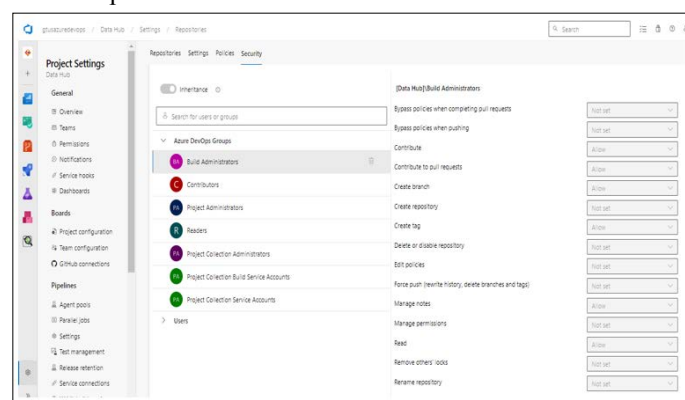 gtusazuredevops / Data Hub / Settings / Repositories
Search
Project Settings
Data Hub
General
Overview
Teams
Permissions
Notifications
Service hooks
Dashboards
Boards
Project configuration
Team configuration
GitHub connections
Pipelines
Agent pools
Parallel jobs
Settings
Test management
Release retention
Service connections
Repositories Settings Policies Security
Inheritance
Search for users or groups
Azure DevOps Groups
BA Build Administrators
C Contributors
PA Project Administrators
R Readers
PA Project Collection Administrators
PA Project Collection Build Service Accounts
PA Project Collection Service Accounts
Users
[Data Hub]\Build Administrators
Bypass policies when completing pull requests Not set
Bypass policies when pushing Not set
Contribute Allow
Contribute to pull requests Allow
Create branch Allow
Create repository Not set
Create tag Allow
Delete or disable repository Not set
Edit policies Not set
Force push (rewrite history, delete branches and tags) Not set
Manage notes Allow
Manage permissions Not set
Read Allow
Remove others' locks Not set
Rename repository Not set